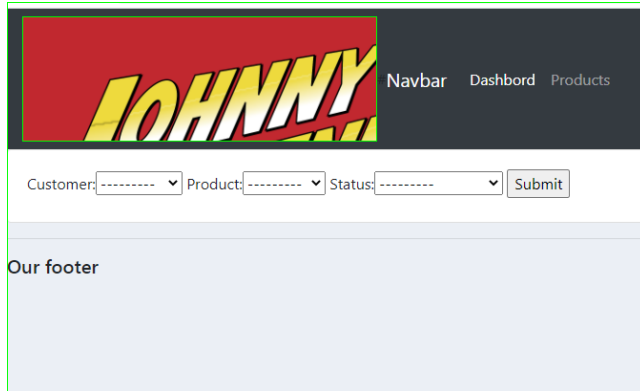 JOHNNY
Navbar Dashbord Products
Customer: --------- Product: --------- Status: --------- Submit
Our footer